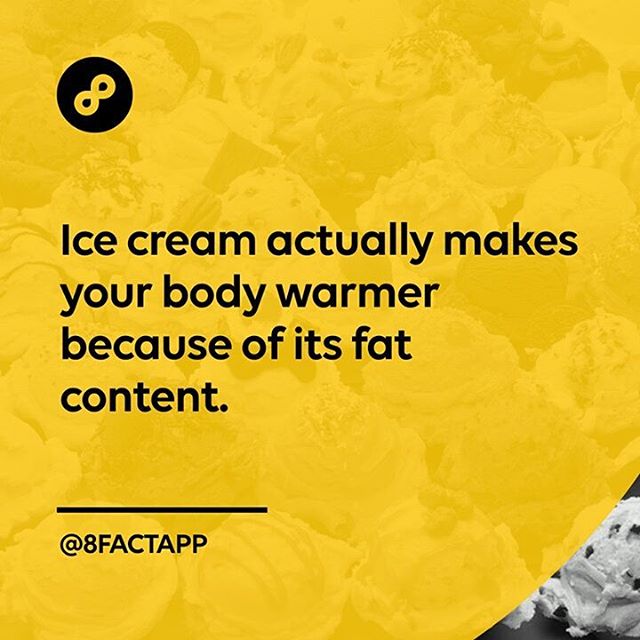 Ice cream actually makes
your body warmer
because of its fat
content.
@8FACTAPP